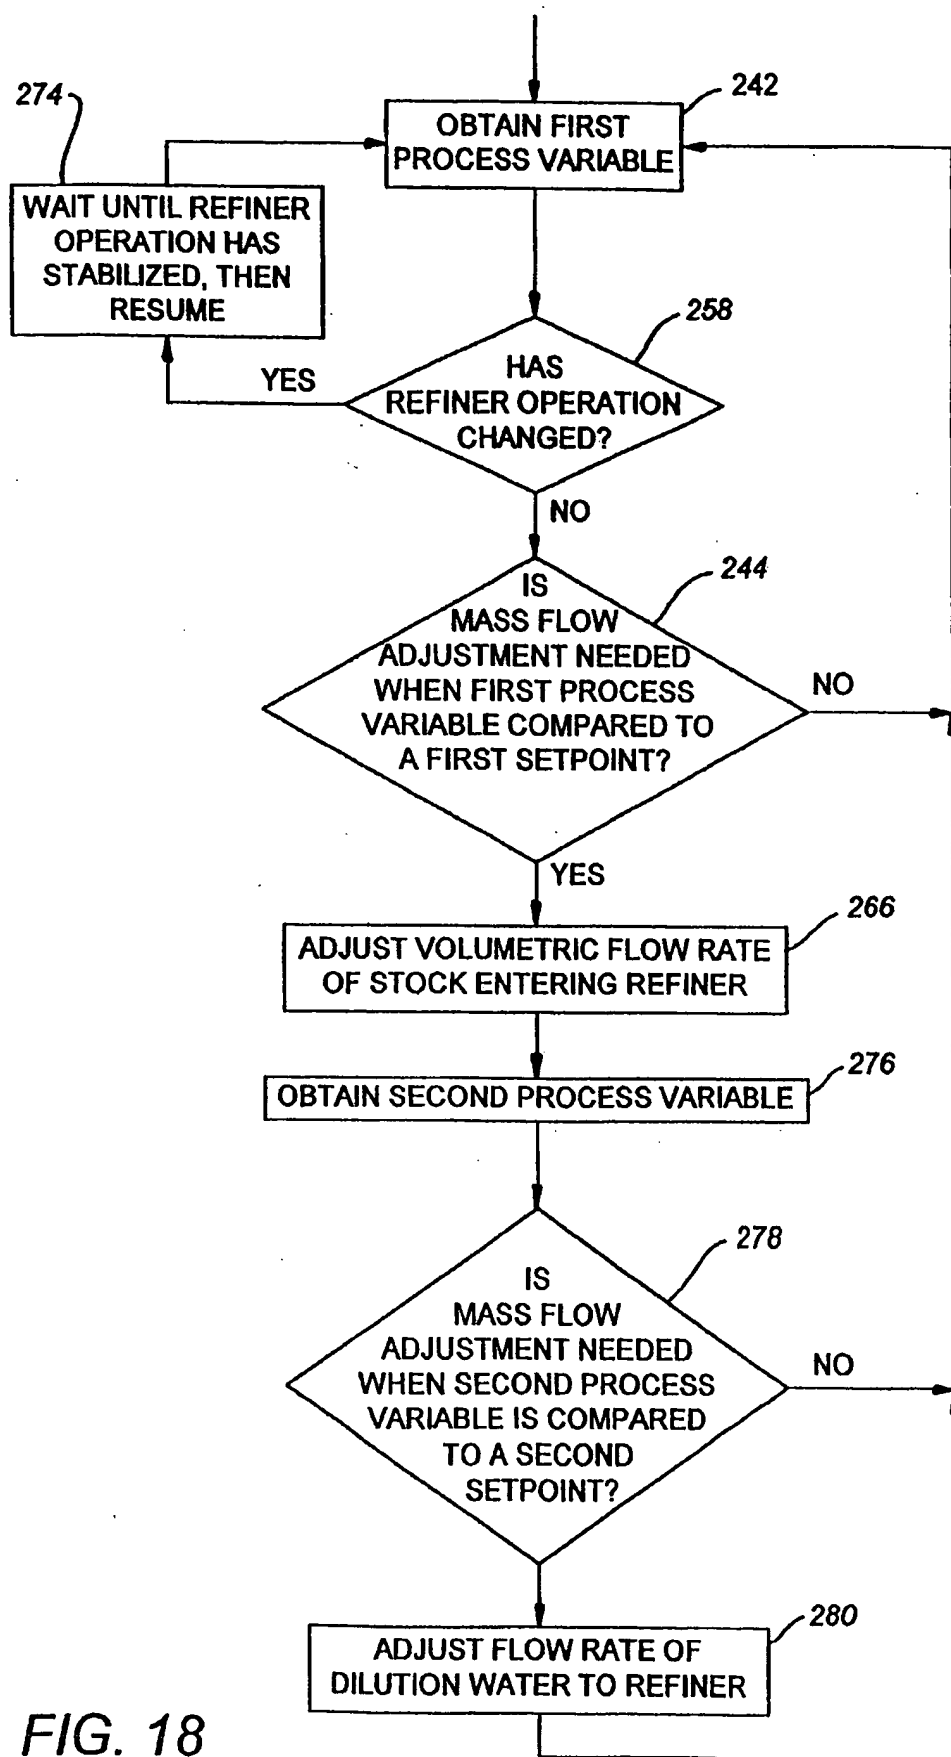 274
242
OBTAIN FIRST
PROCESS VARIABLE
WAIT UNTIL REFINER
OPERATION HAS
STABILIZED, THEN
RESUME
258
YES
HAS
REFINER OPERATION
CHANGED?
NO
244
IS
MASS FLOW
ADJUSTMENT NEEDED
WHEN FIRST PROCESS
VARIABLE COMPARED TO
A FIRST SETPOINT?
NO
YES
266
ADJUST VOLUMETRIC FLOW RATE
OF STOCK ENTERING REFINER
276
OBTAIN SECOND PROCESS VARIABLE
278
IS
MASS FLOW
ADJUSTMENT NEEDED
WHEN SECOND PROCESS
VARIABLE IS COMPARED
TO A SECOND
SETPOINT?
NO
280
ADJUST FLOW RATE OF
DILUTION WATER TO REFINER
FIG. 18